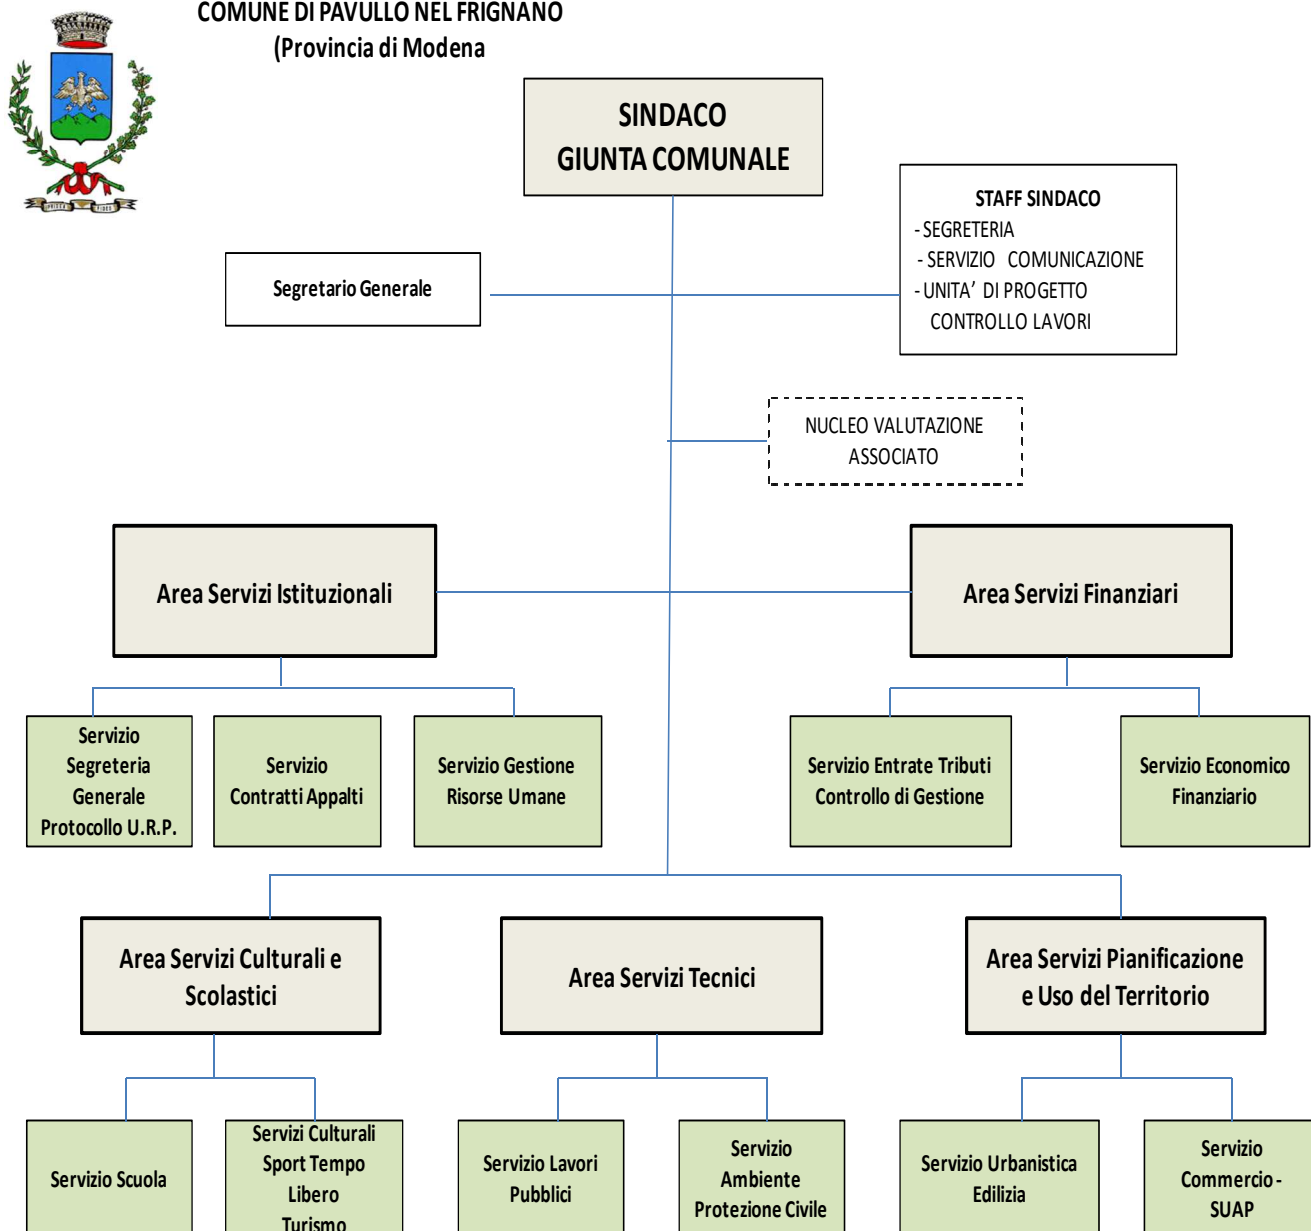 COMUNE DI PAVULLO NEL FRIGNANO
(Provincia di Modena
SINDACO
GIUNTA COMUNALE
STAFF SINDACO
- SEGRETERIA
- SERVIZIO COMUNICAZIONE
- UNITA’ DI PROGETTO
CONTROLLO LAVORI
Segretario Generale
NUCLEO VALUTAZIONE
ASSOCIATO
Area Servizi Istituzionali
Area Servizi Finanziari
Servizio
Segreteria
Generale
Protocollo U.R.P.
Servizio
Contratti Appalti
Servizio Gestione
Risorse Umane
Servizio Entrate Tributi
Controllo di Gestione
Servizio Economico
Finanziario
Area Servizi Culturali e
Scolastici
Area Servizi Tecnici
Area Servizi Pianificazione
e Uso del Territorio
Servizio Scuola
Servizi Culturali
Sport Tempo
Libero
Turismo
Servizio Lavori
Pubblici
Servizio
Ambiente
Protezione Civile
Servizio Urbanistica
Edilizia
Servizio
Commercio -
SUAP